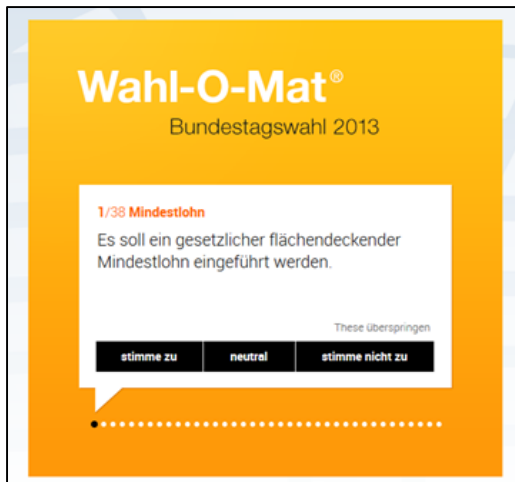 Wahl-O-Mat®
Bundestagswahl 2013
1/38 Mindestlohn
Es soll ein gesetzlicher flächendeckender
Mindestlohn eingeführt werden.
These überspringen
stimme zu neutral stimme nicht zu